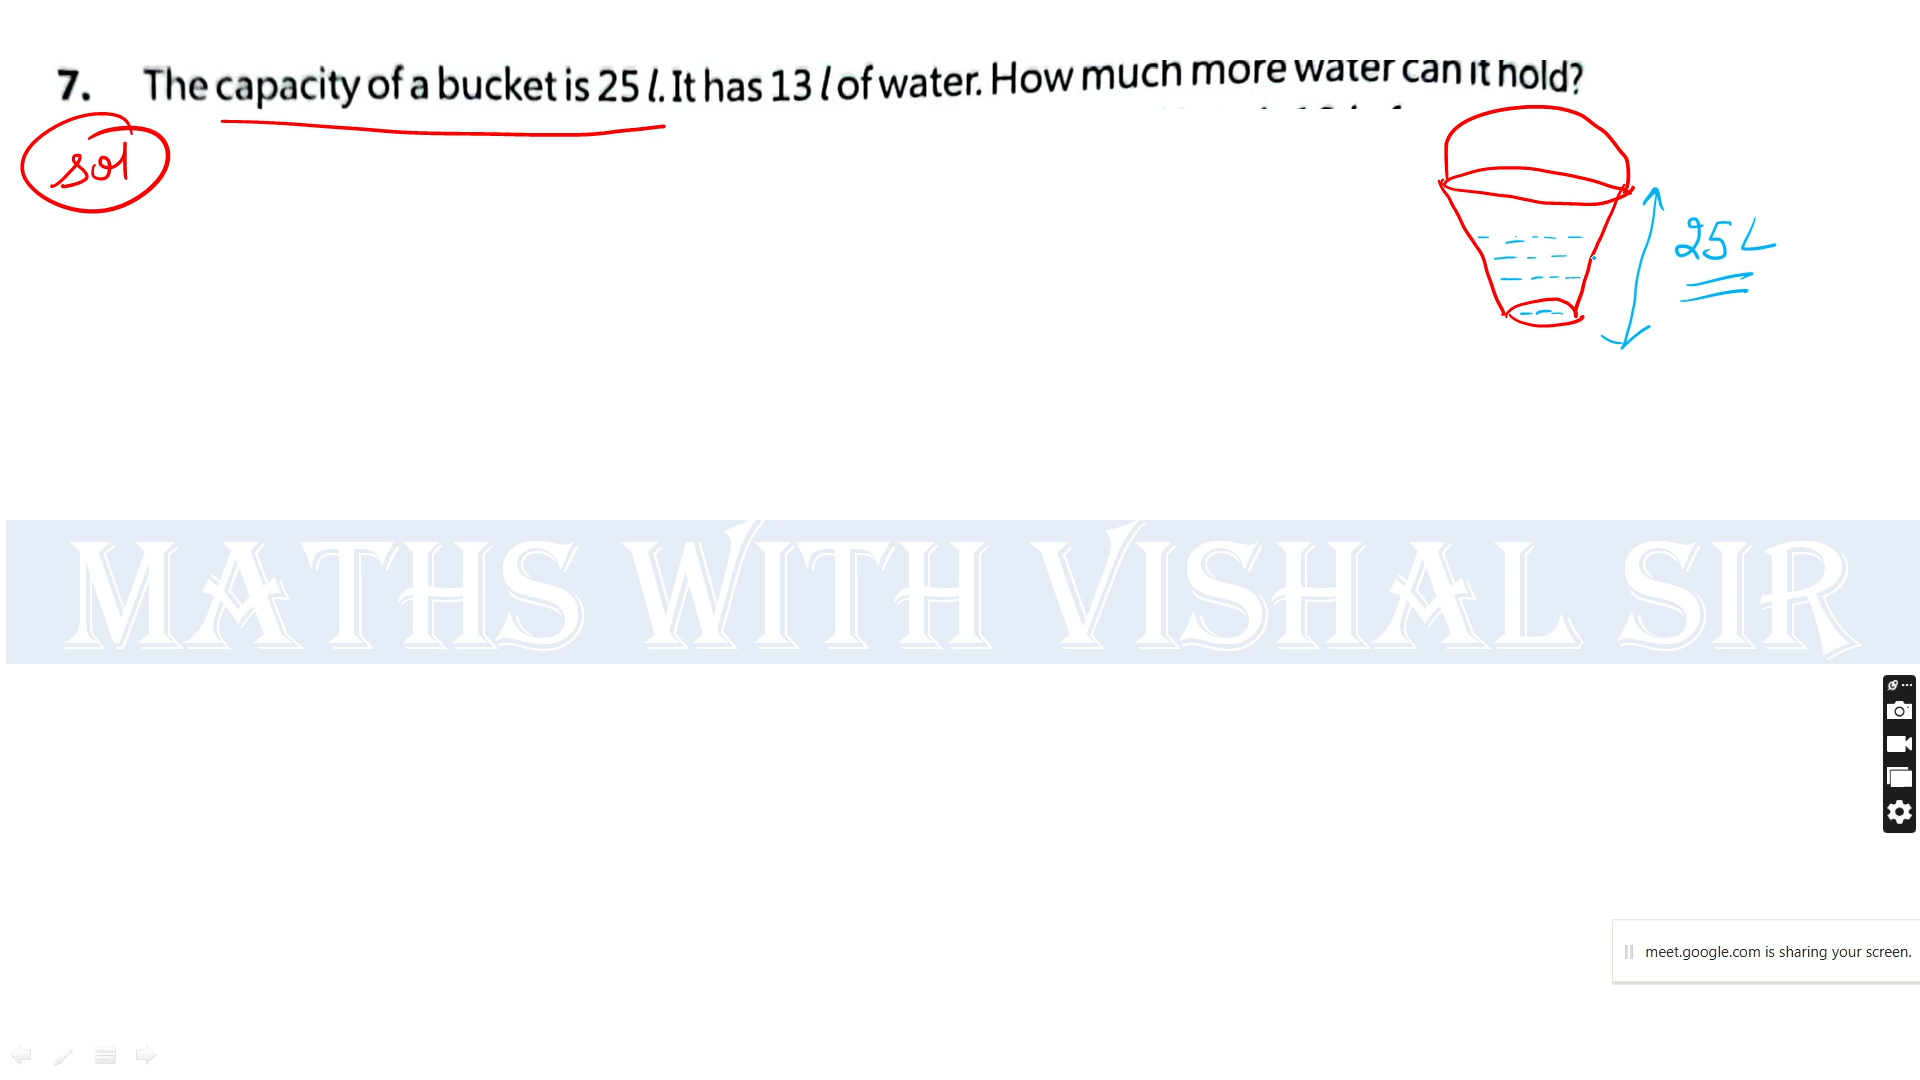 7. The capacity of a bucket is 25 l. It has 13 l of water. How much more water can it hold?
sol
25 L
MATHS WITH VISHAL SIR
meet.google.com is sharing your screen.